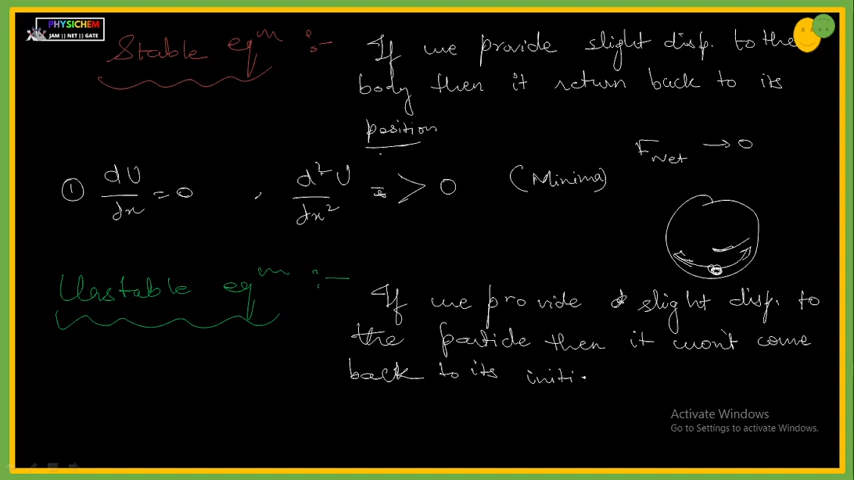 PHYSICHEM
JAM || NET || GATE
Stable eqm :- If we provide slight disp. to the
body then it return back to its
position
FNet → 0
① dU/dx = 0 , d²U/dx² = > 0 (Minima)
Unstable eqm :-
If we provide slight disp. to
the particle then it won't come
back to its initi
Activate Windows
Go to Settings to activate Windows.